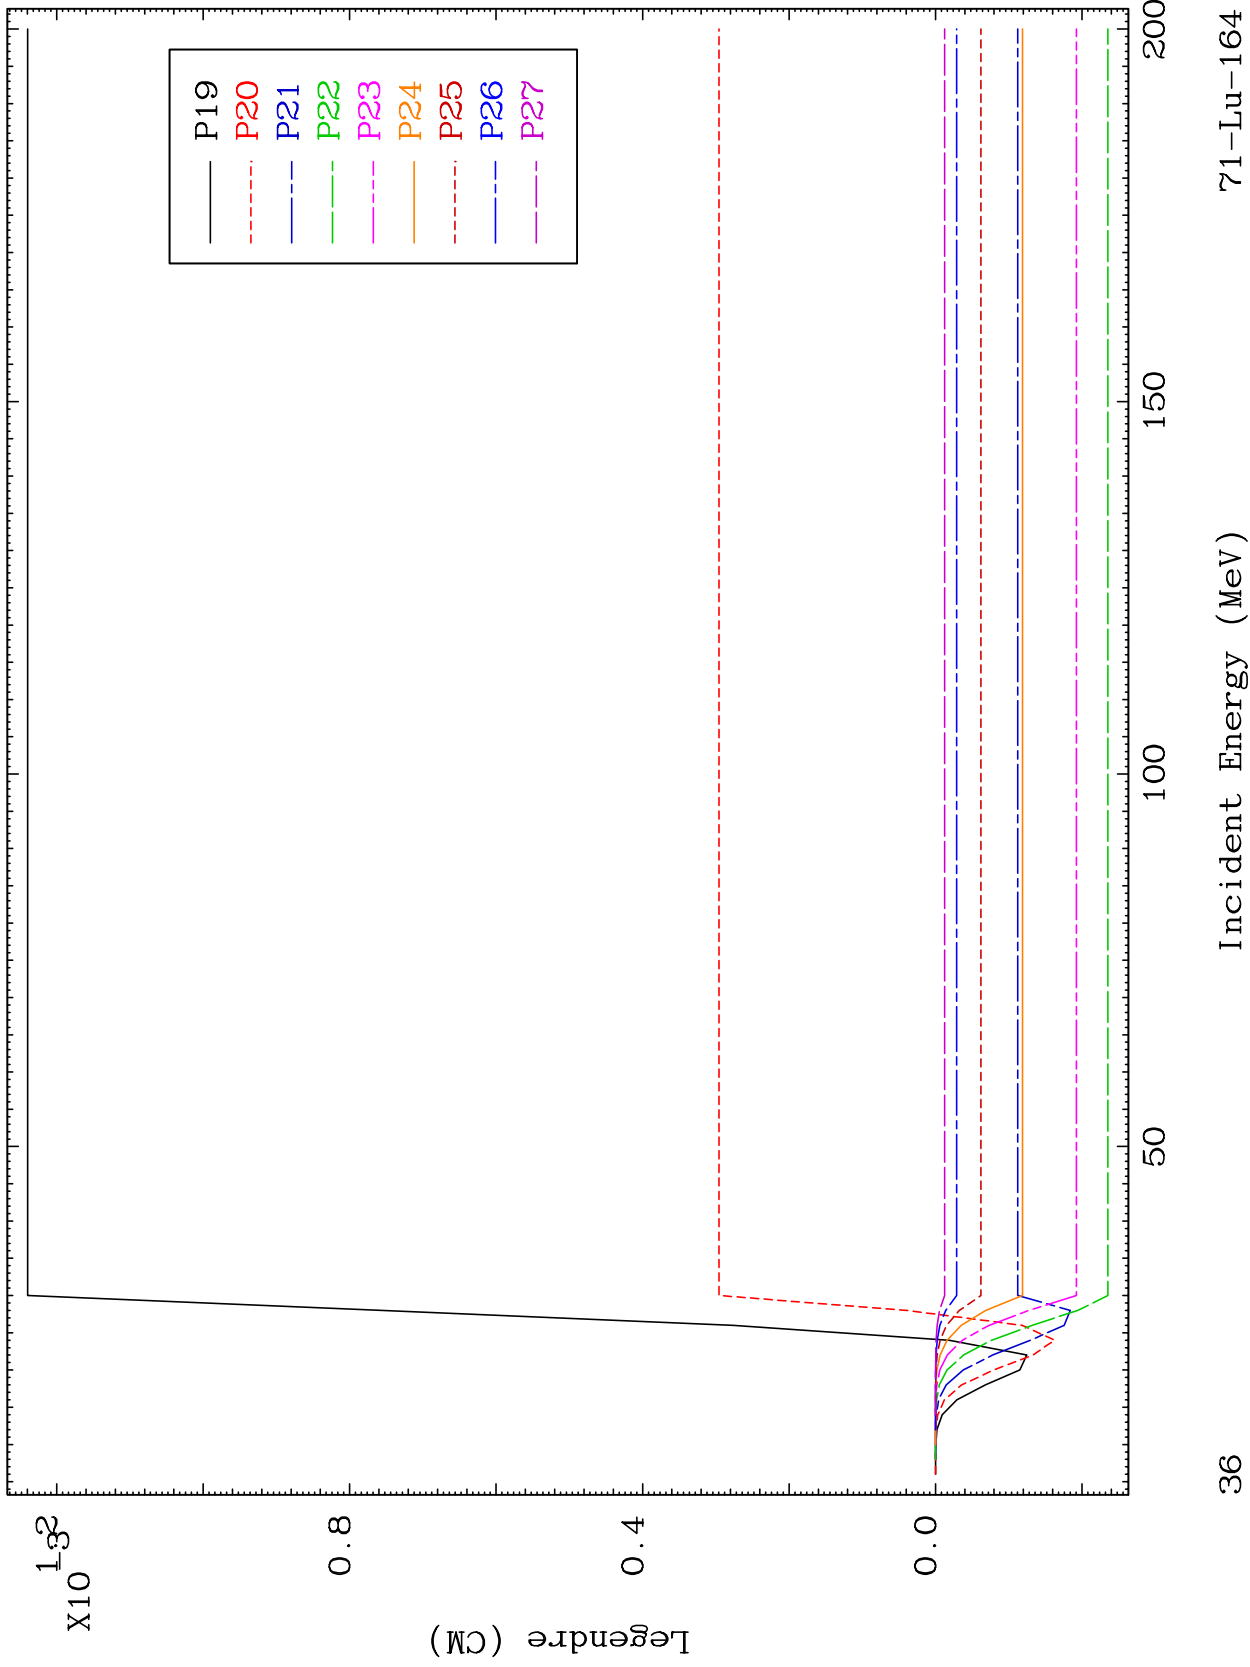 X10
-3
1.2
0.8
0.4
0.0
Legendre (CM)
P19
P20
P21
P22
P23
P24
P25
P26
P27
50
100
150
200
Incident Energy (MeV)
36
71-Lu-164